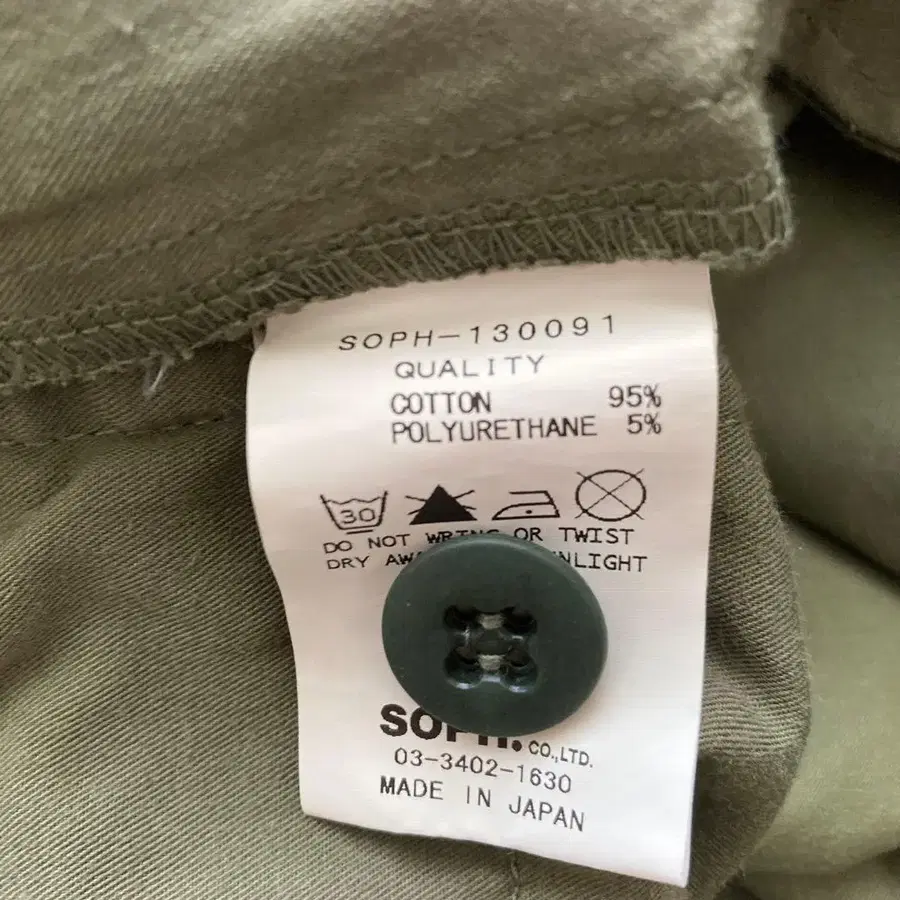 SOPH-130091
QUALITY
COTTON 95%
POLYURETHANE 5%
30
DO NOT WRING OR TWIST
DRY
SOPH. CO.,LTD.
03-3402-1630
MADE IN JAPAN